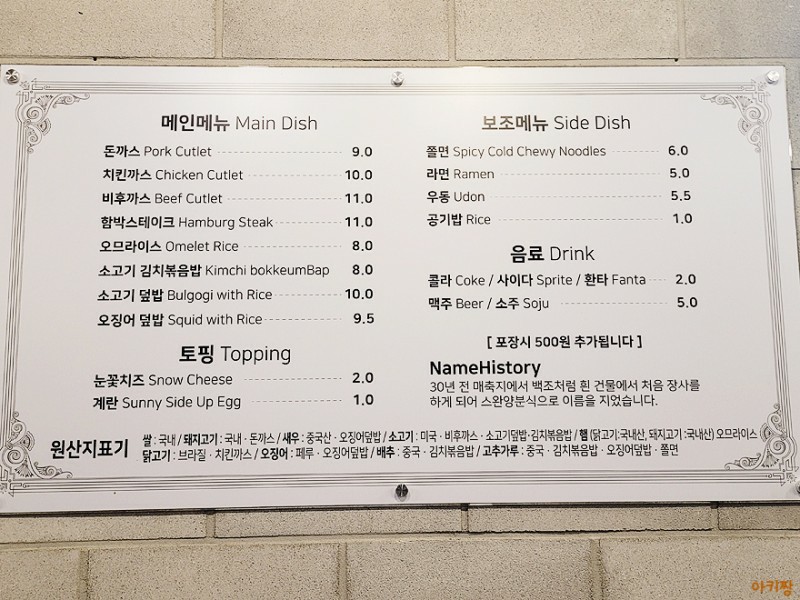 메인메뉴 Main Dish
돈까스 Pork Cutlet 9.0
치킨까스 Chicken Cutlet 10.0
비후까스 Beef Cutlet 11.0
함박스테이크 Hamburg Steak 11.0
오므라이스 Omelet Rice 8.0
소고기 김치볶음밥 Kimchi bokkeumBap 8.0
소고기 덮밥 Bulgogi with Rice 10.0
오징어 덮밥 Squid with Rice 9.5
토핑 Topping
눈꽃치즈 Snow Cheese 2.0
계란 Sunny Side Up Egg 1.0
보조메뉴 Side Dish
쫄면 Spicy Cold Chewy Noodles 6.0
라면 Ramen 5.0
우동 Udon 5.5
공기밥 Rice 1.0
음료 Drink
콜라 Coke / 사이다 Sprite / 환타 Fanta 2.0
맥주 Beer / 소주 Soju 5.0
[ 포장시 500원 추가됩니다 ]
NameHistory
30년 전 매축지에서 백조처럼 흰 건물에서 처음 장사를
하게 되어 스완양분식으로 이름을 지었습니다.
원산지표기
쌀 : 국내 / 돼지고기 : 국내 · 돈까스 / 새우 : 중국산 · 오징어덮밥 / 소고기 : 미국 · 비후까스 · 소고기덮밥·김치볶음밥 / 햄 (닭고기:국내산, 돼지고기 :국내산) 오므라이스
닭고기 : 브라질 · 치킨까스 / 오징어 : 페루 · 오징어덮밥 / 배추 : 중국 · 김치볶음밥 / 고추가루 : 중국 · 김치볶음밥 · 오징어덮밥 · 쫄면
아키짱